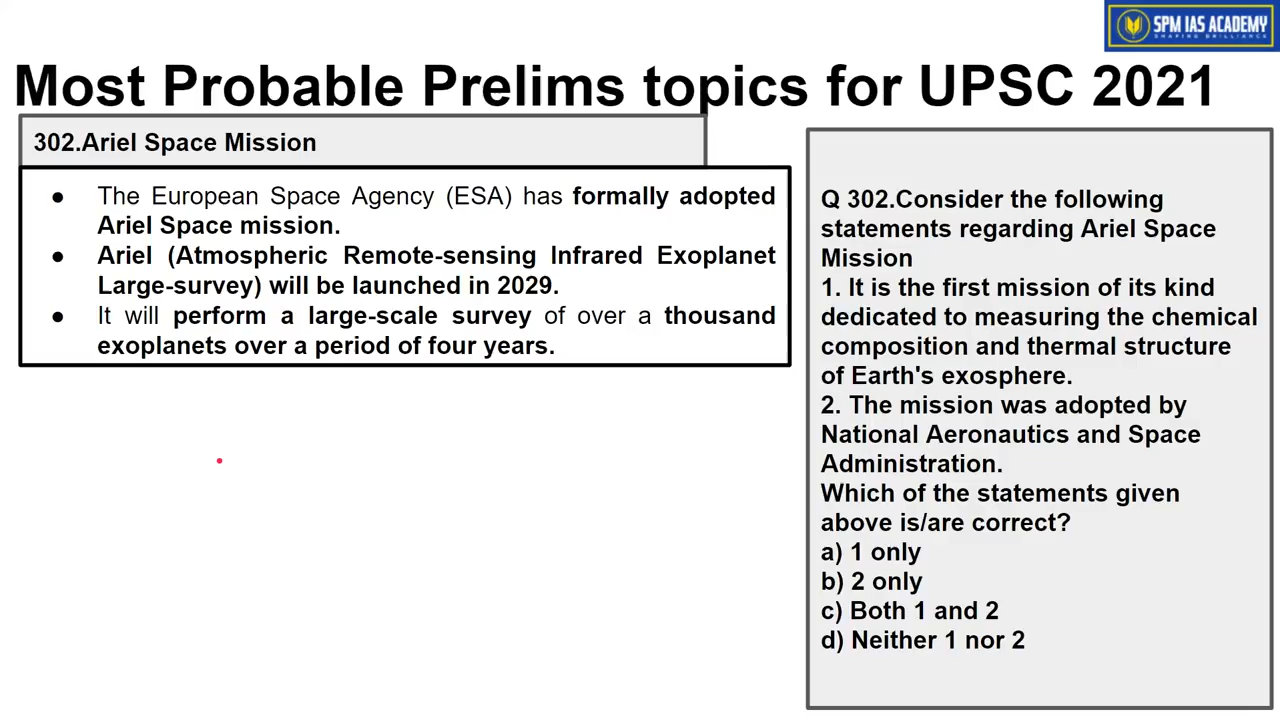 SPM IAS ACADEMY
SHAPING BRILLIANCE
Most Probable Prelims topics for UPSC 2021
302.Ariel Space Mission
● The European Space Agency (ESA) has formally adopted
Ariel Space mission.
● Ariel (Atmospheric Remote-sensing Infrared Exoplanet
Large-survey) will be launched in 2029.
● It will perform a large-scale survey of over a thousand
exoplanets over a period of four years.
Q 302.Consider the following
statements regarding Ariel Space
Mission
1. It is the first mission of its kind
dedicated to measuring the chemical
composition and thermal structure
of Earth's exosphere.
2. The mission was adopted by
National Aeronautics and Space
Administration.
Which of the statements given
above is/are correct?
a) 1 only
b) 2 only
c) Both 1 and 2
d) Neither 1 nor 2